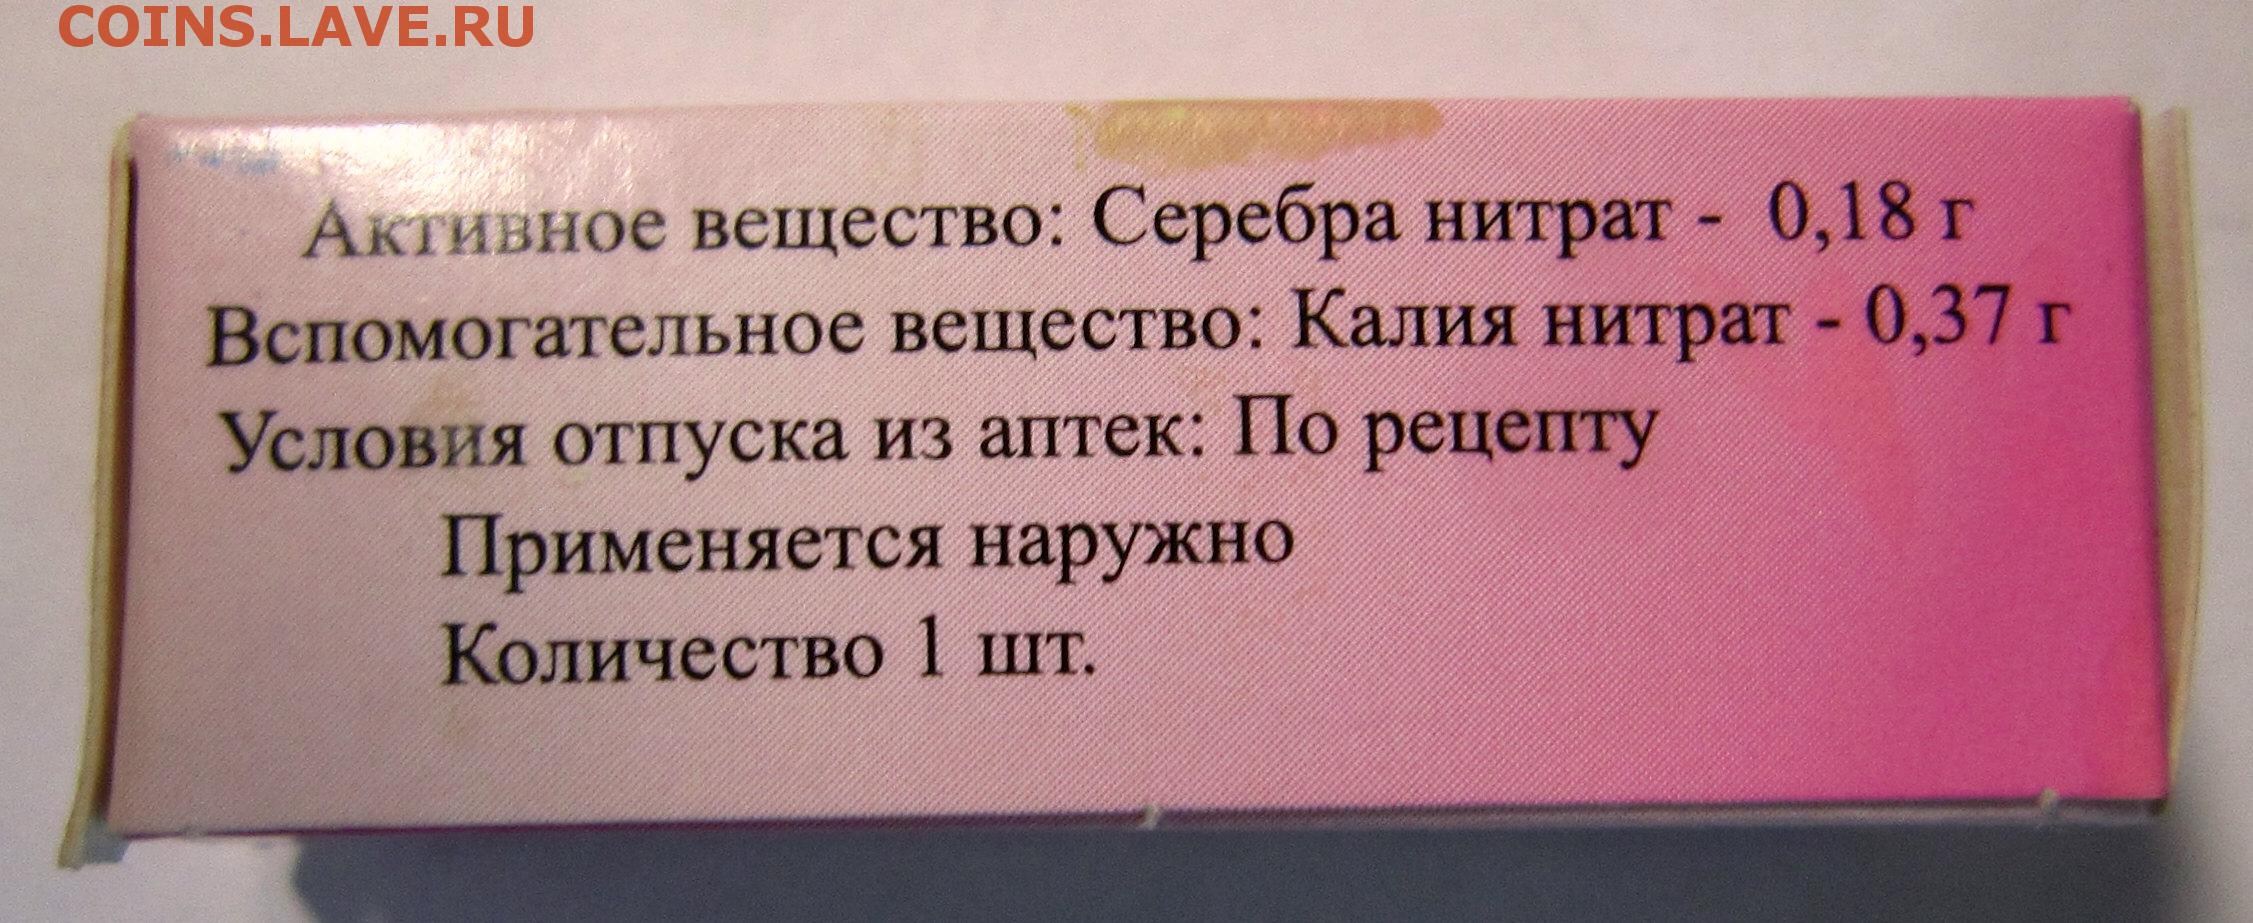 COINS.LAVE.RU
Активное вещество: Серебра нитрат - 0,18 г
Вспомогательное вещество: Калия нитрат - 0,37 г
Условия отпуска из аптек: По рецепту
Применяется наружно
Количество 1 шт.